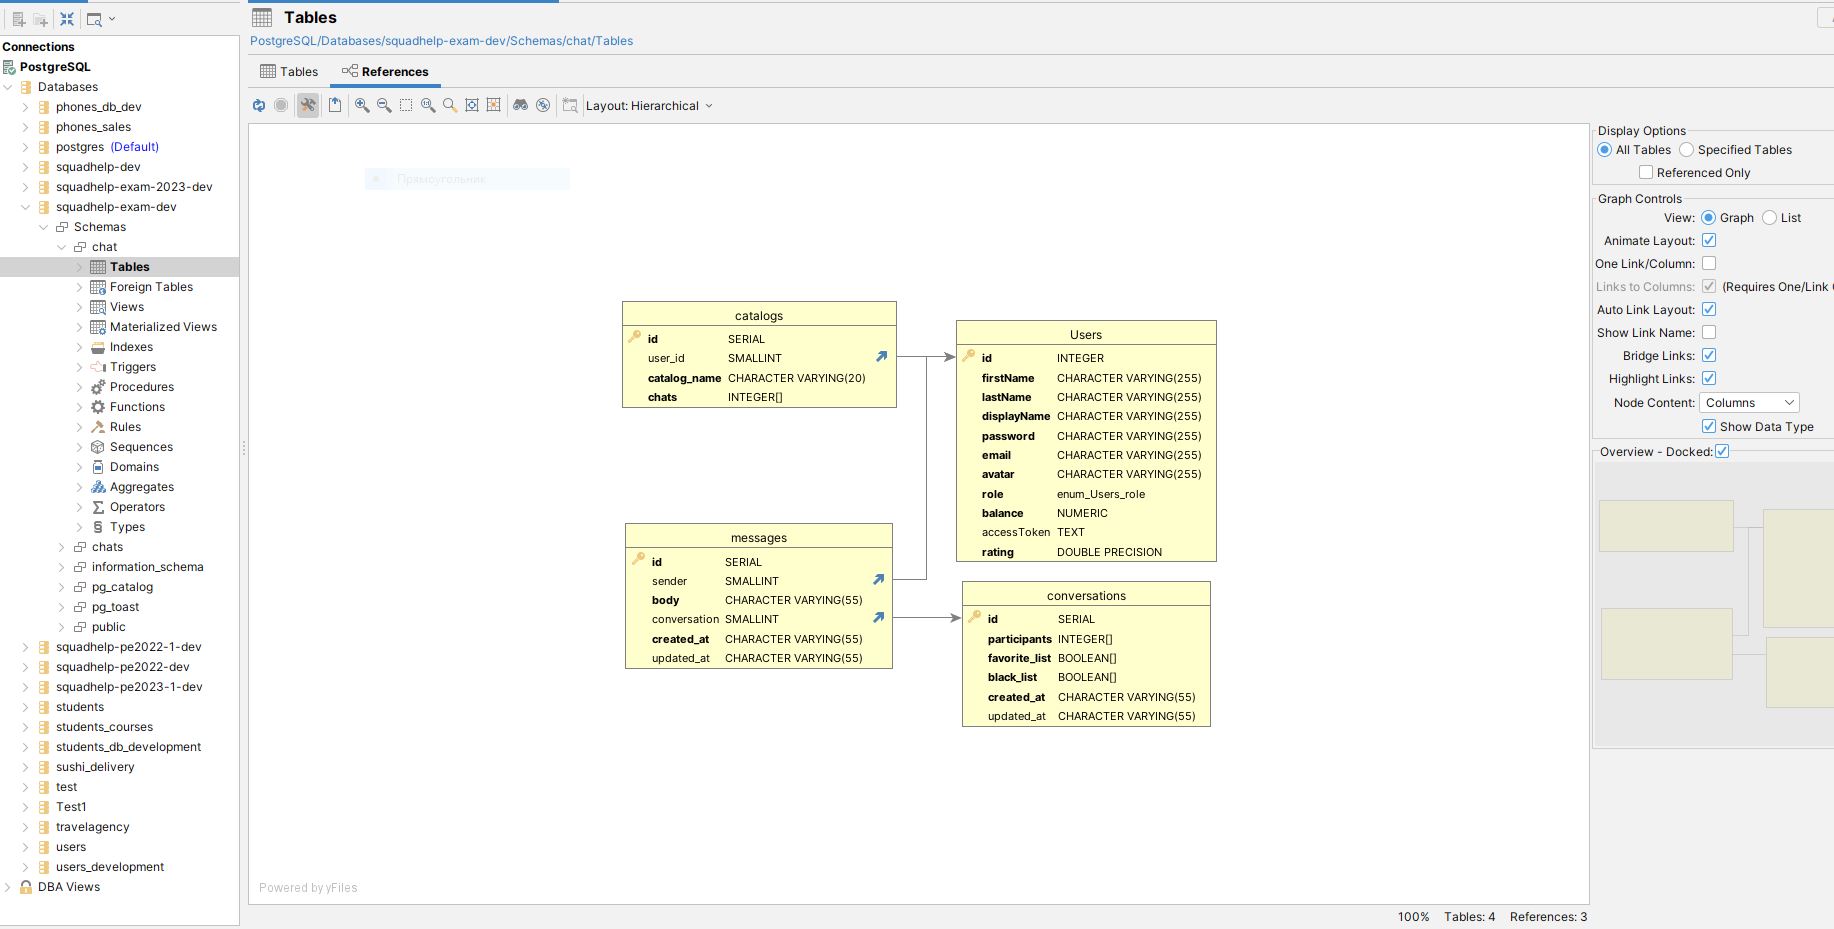 Connections
PostgreSQL
Databases
phones_db_dev
phones_sales
postgres (Default)
squadhelp-dev
squadhelp-exam-2023-dev
squadhelp-exam-dev
Schemas
chat
Tables
Foreign Tables
Views
Materialized Views
Indexes
Triggers
Procedures
Functions
Rules
Sequences
Domains
Aggregates
Operators
Types
chats
information_schema
pg_catalog
pg_toast
public
squadhelp-pe2022-1-dev
squadhelp-pe2022-dev
squadhelp-pe2023-1-dev
students
students_courses
students_db_development
sushi_delivery
test
Test1
travelagency
users
users_development
DBA Views
Tables
PostgreSQL/Databases/squadhelp-exam-dev/Schemas/chat/Tables
Tables References
Layout: Hierarchical
Прямоугольник
catalogs
id SERIAL
user_id SMALLINT
catalog_name CHARACTER VARYING(20)
chats INTEGER[]
Users
id INTEGER
firstName CHARACTER VARYING(255)
lastName CHARACTER VARYING(255)
displayName CHARACTER VARYING(255)
password CHARACTER VARYING(255)
email CHARACTER VARYING(255)
avatar CHARACTER VARYING(255)
role enum_Users_role
balance NUMERIC
accessToken TEXT
rating DOUBLE PRECISION
messages
id SERIAL
sender SMALLINT
body CHARACTER VARYING(55)
conversation SMALLINT
created_at CHARACTER VARYING(55)
updated_at CHARACTER VARYING(55)
conversations
id SERIAL
participants INTEGER[]
favorite_list BOOLEAN[]
black_list BOOLEAN[]
created_at CHARACTER VARYING(55)
updated_at CHARACTER VARYING(55)
Powered by yFiles
Display Options
All Tables Specified Tables
Referenced Only
Graph Controls
View: Graph List
Animate Layout:
One Link/Column:
Links to Columns: (Requires One/Link
Auto Link Layout:
Show Link Name:
Bridge Links:
Highlight Links:
Node Content: Columns
Show Data Type
Overview - Docked:
100% Tables: 4 References: 3